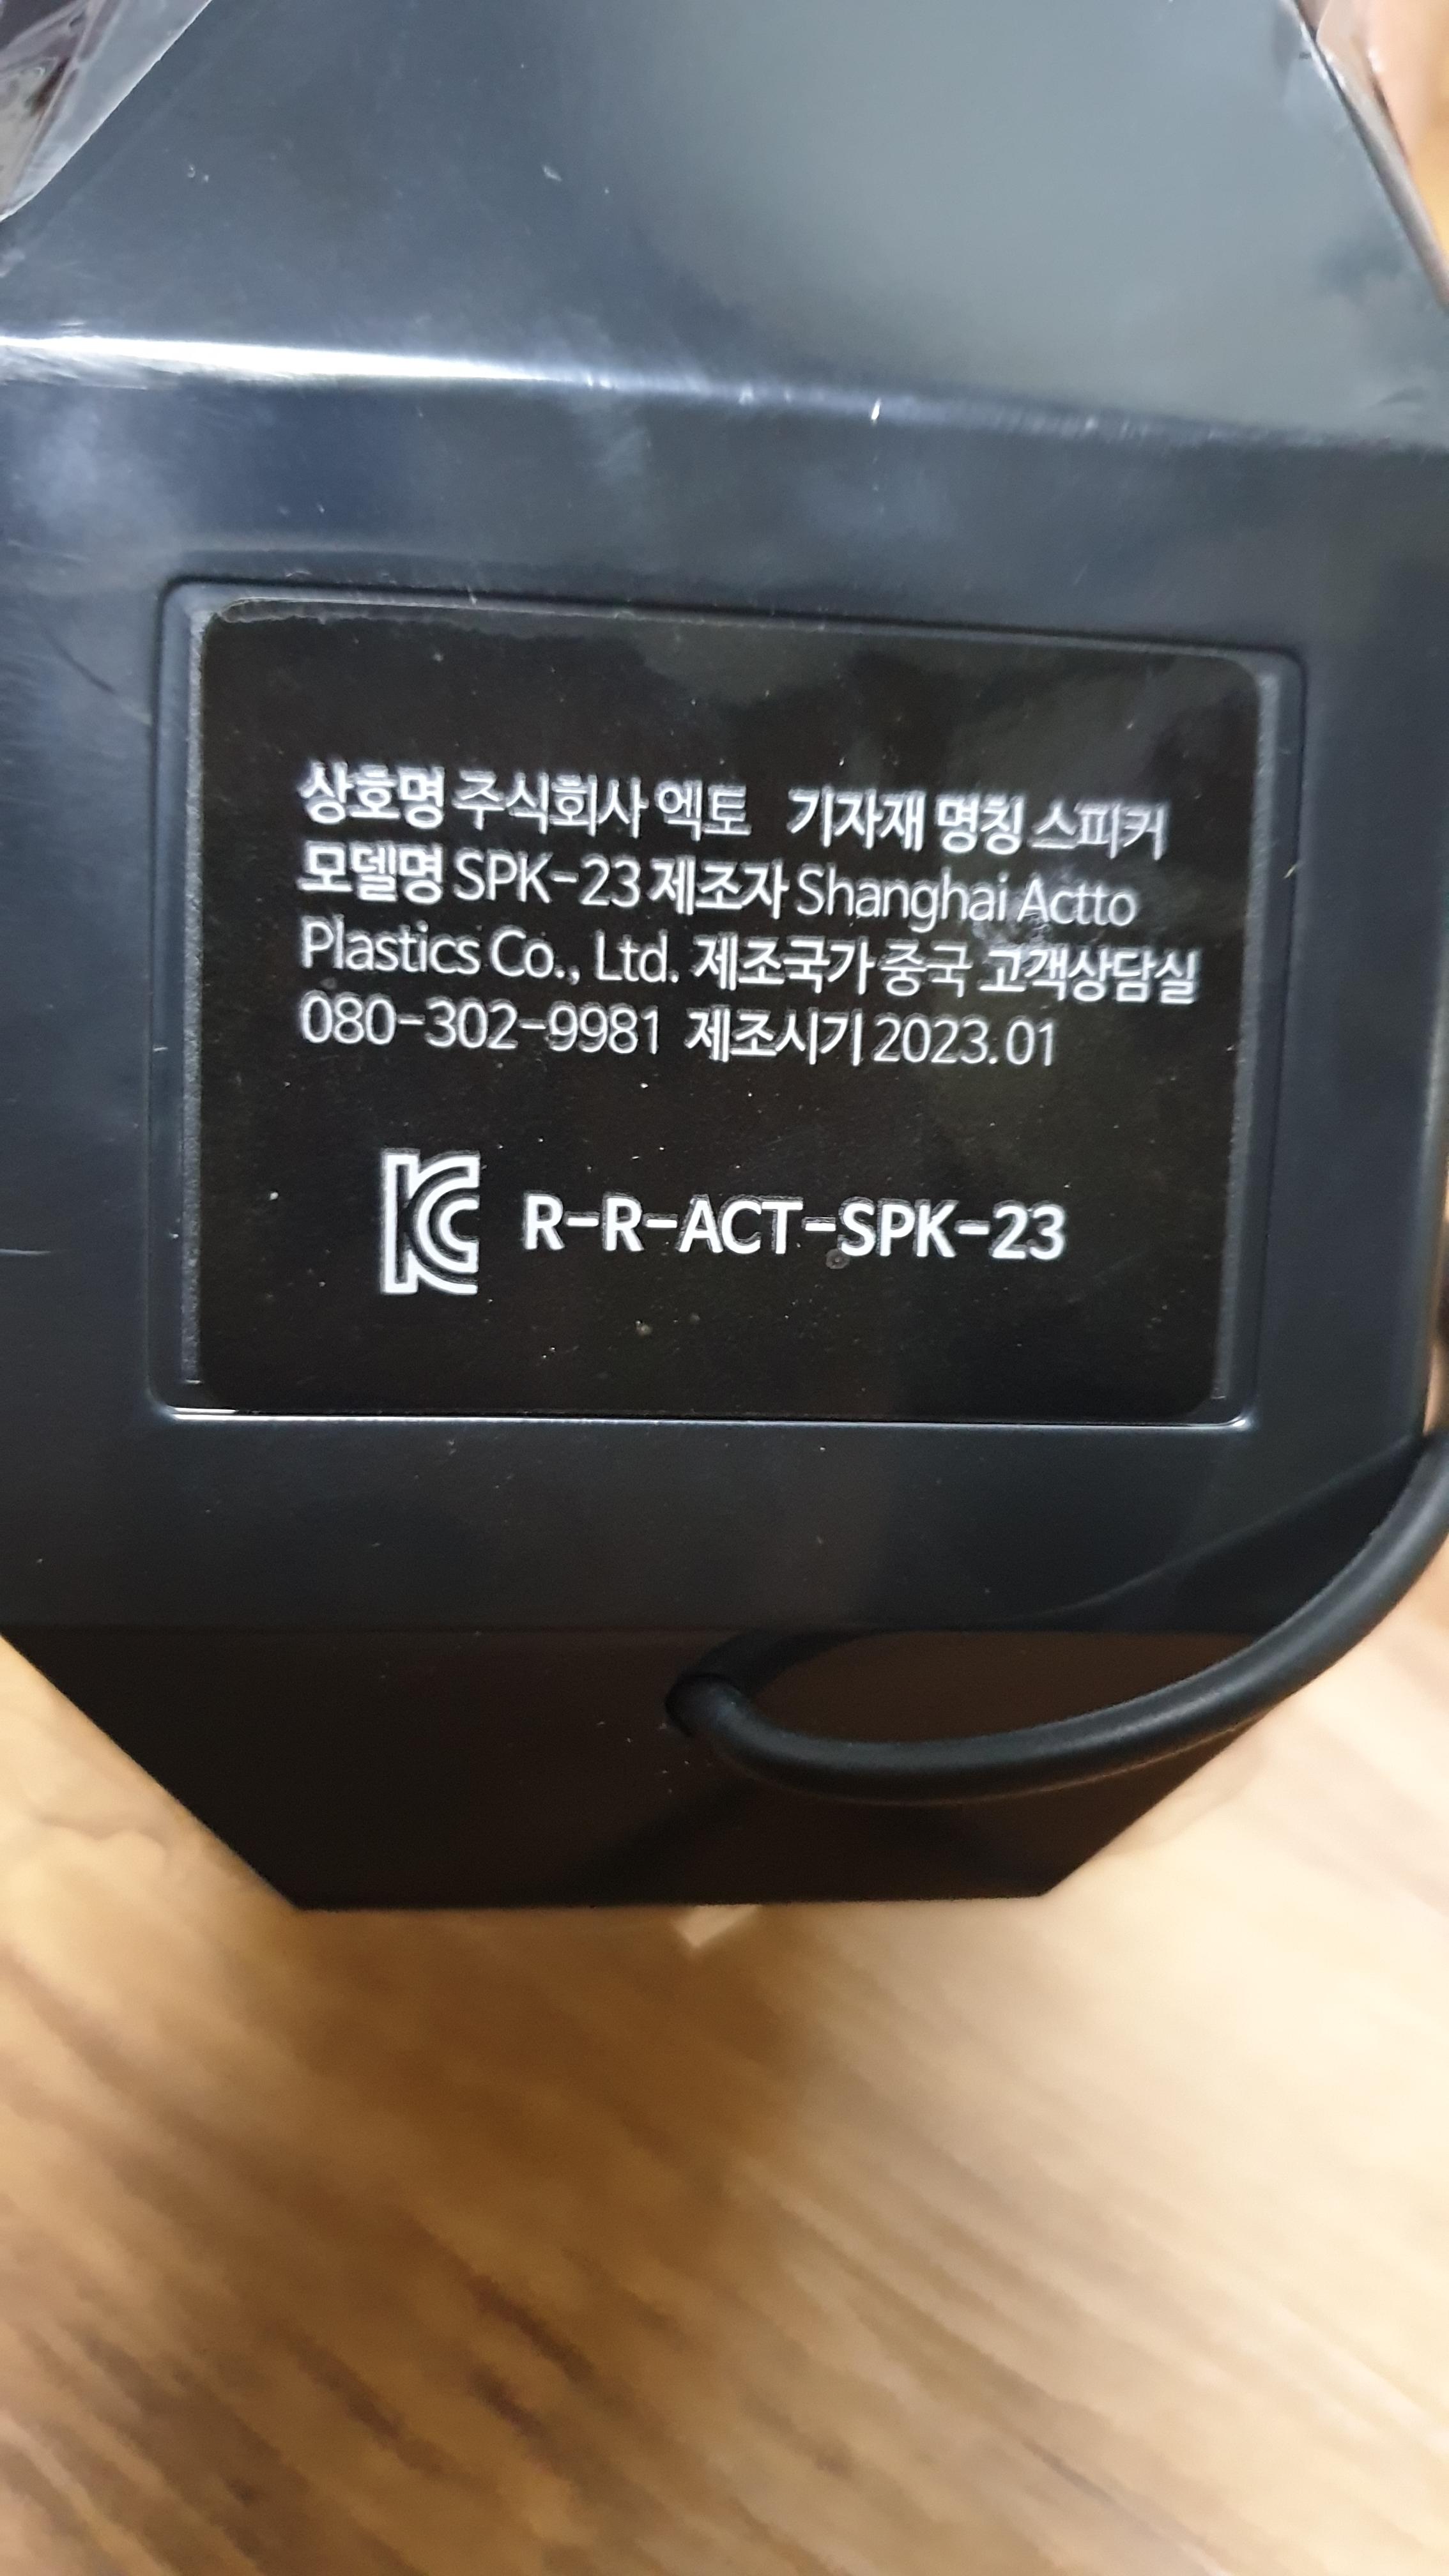 상호명 주식회사 엑토 기자재 명칭 스피커
모델명 SPK-23 제조자 Shanghai Actto
Plastics Co., Ltd. 제조국가 중국 고객상담실
080-302-9981 제조시기 2023.01
KC R-R-ACT-SPK-23